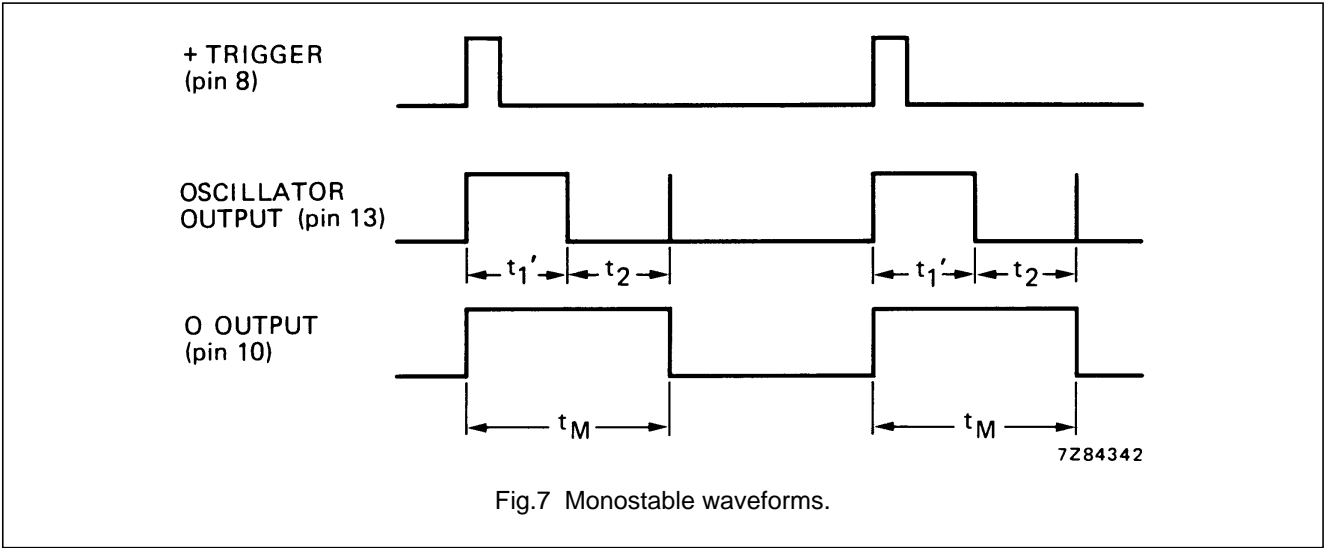 + TRIGGER
(pin 8)
OSCILLATOR
OUTPUT (pin 13)
t1′ t2 t1′ t2
O OUTPUT
(pin 10)
tM tM
7Z84342
Fig.7 Monostable waveforms.